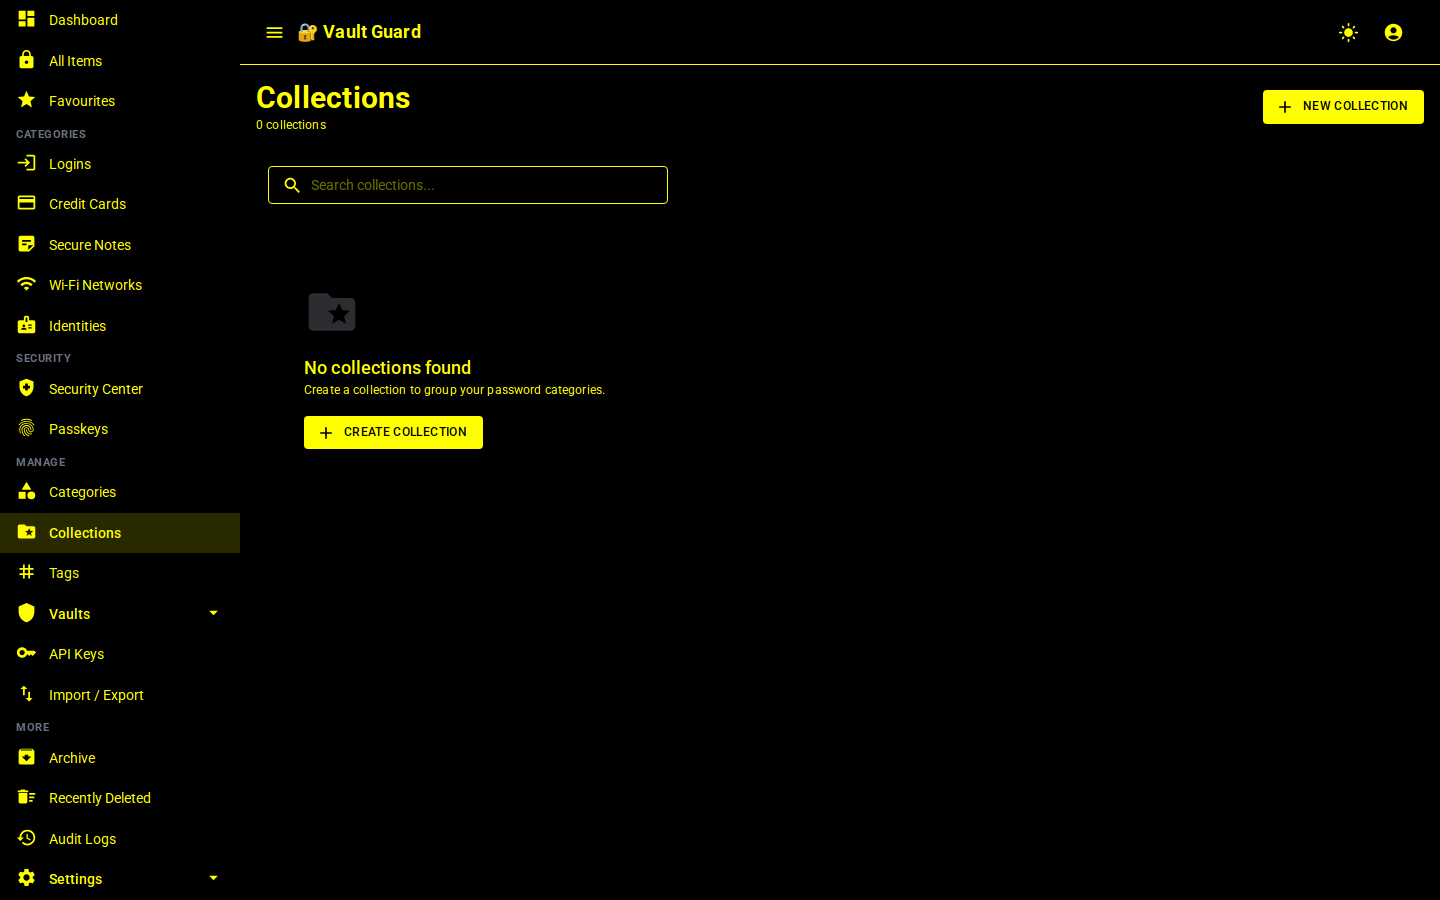 Dashboard
All Items
Favourites
CATEGORIES
Logins
Credit Cards
Secure Notes
Wi-Fi Networks
Identities
SECURITY
Security Center
Passkeys
MANAGE
Categories
Collections
Tags
Vaults
API Keys
Import / Export
MORE
Archive
Recently Deleted
Audit Logs
Settings
Vault Guard
Collections
0 collections
NEW COLLECTION
Search collections...
No collections found
Create a collection to group your password categories.
CREATE COLLECTION